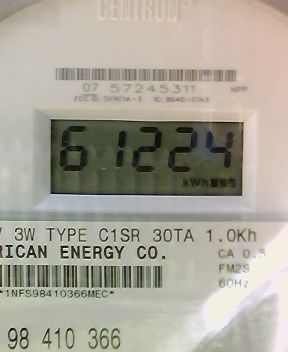 CENTRON
07 57245311
61224
kWh
V 3W TYPE C1SR 30TA 1.0Kh
RICAN ENERGY CO.
CA 0.5
FM2S
60Hz
*1NFS98410366MEC*
98 410 366